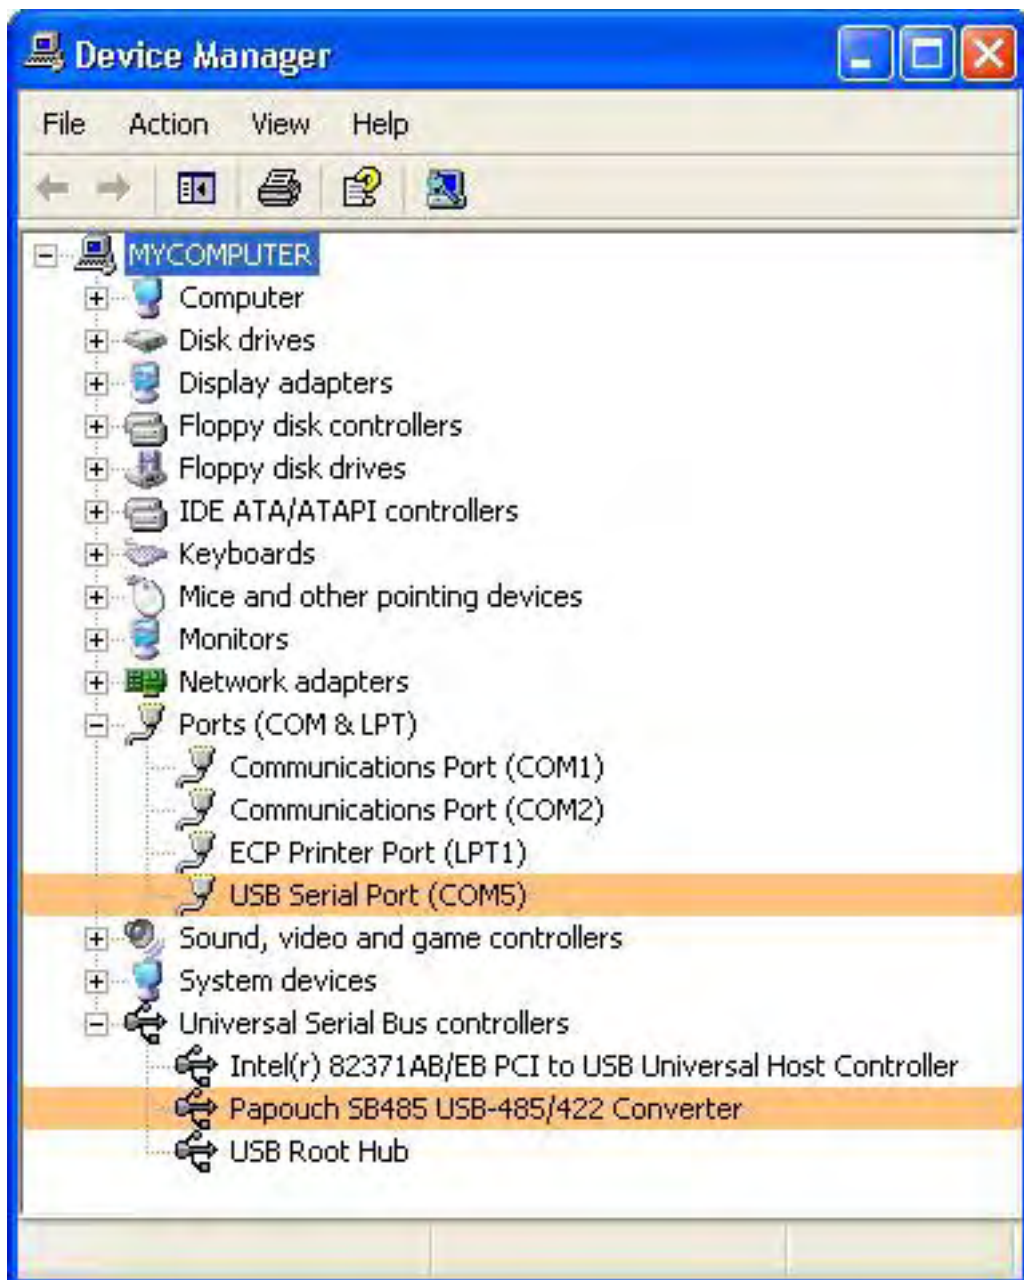 Device Manager
File Action View Help
MYCOMPUTER
Computer
Disk drives
Display adapters
Floppy disk controllers
Floppy disk drives
IDE ATA/ATAPI controllers
Keyboards
Mice and other pointing devices
Monitors
Network adapters
Ports (COM & LPT)
Communications Port (COM1)
Communications Port (COM2)
ECP Printer Port (LPT1)
USB Serial Port (COM5)
Sound, video and game controllers
System devices
Universal Serial Bus controllers
Intel(r) 82371AB/EB PCI to USB Universal Host Controller
Papouch SB485 USB-485/422 Converter
USB Root Hub